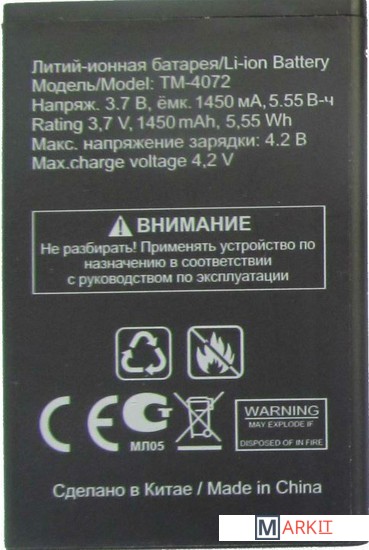 Литий-ионная батарея/Li-ion Battery
Модель/Model: TM-4072
Напряж. 3.7 В, ёмк. 1450 мА, 5.55 В-ч
Rating 3,7 V, 1450 mAh, 5,55 Wh
Макс. напряжение зарядки: 4.2 В
Max.charge voltage 4,2 V
ВНИМАНИЕ
Не разбирать! Применять устройство по
назначению в соответствии
с руководством по эксплуатации
МЛ05
WARNING
MAY EXPLODE IF
DISPOSED OF IN FIRE
Сделано в Китае / Made in China
MARKIT